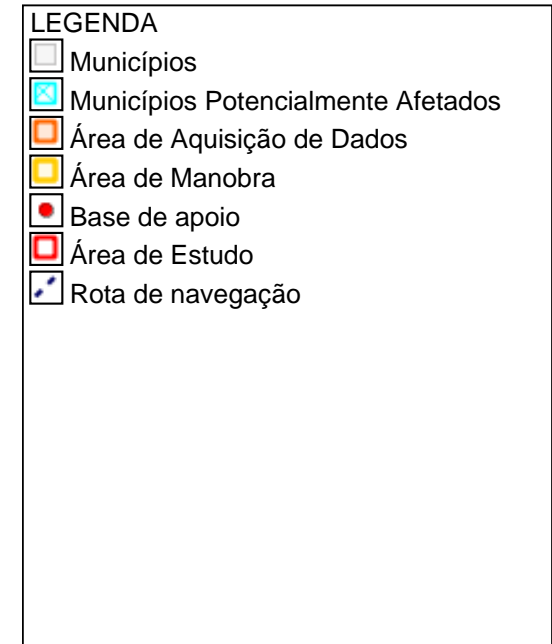 LEGENDA
Municípios
Municípios Potencialmente Afetados
Área de Aquisição de Dados
Área de Manobra
Base de apoio
Área de Estudo
Rota de navegação